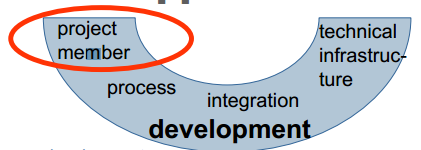 project
member
technical
infrastruc-
ture
process
integration
development